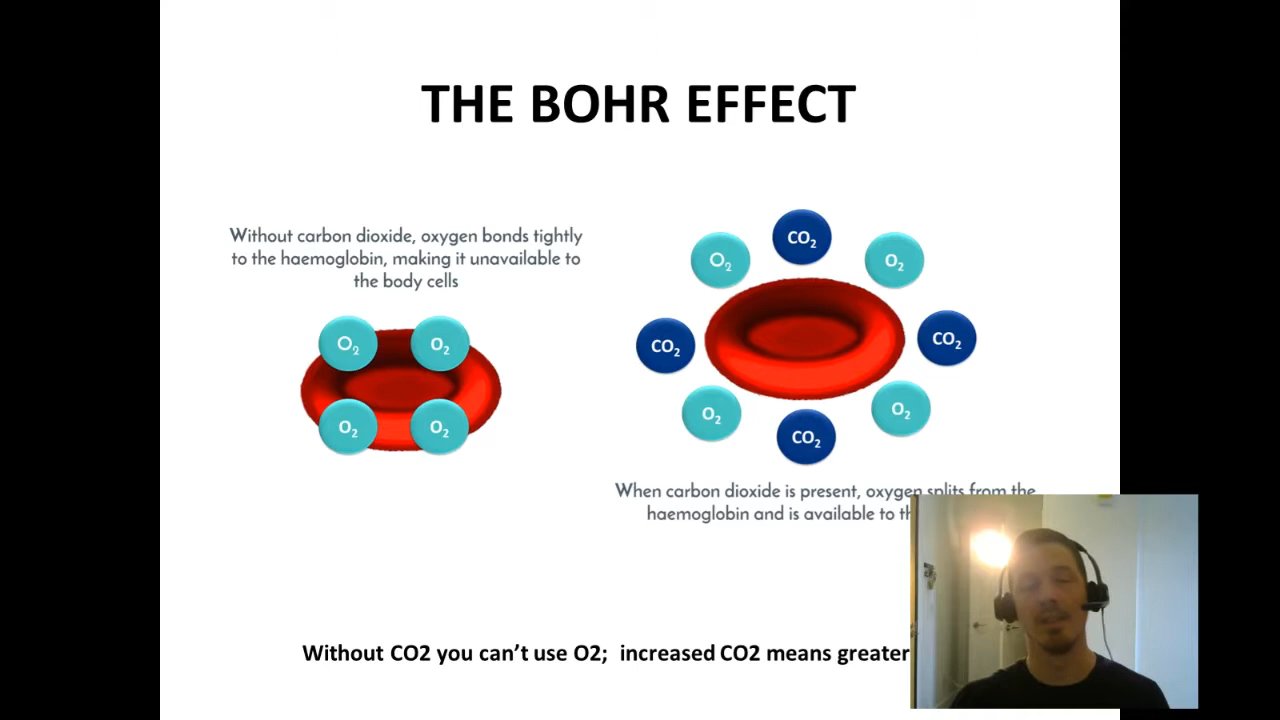 THE BOHR EFFECT
Without carbon dioxide, oxygen bonds tightly
to the haemoglobin, making it unavailable to
the body cells
O2
O2
O2
O2
CO2
O2
O2
CO2
CO2
O2
O2
CO2
When carbon dioxide is present, oxygen splits from the
haemoglobin and is available to
Without CO2 you can't use O2; increased CO2 means greater